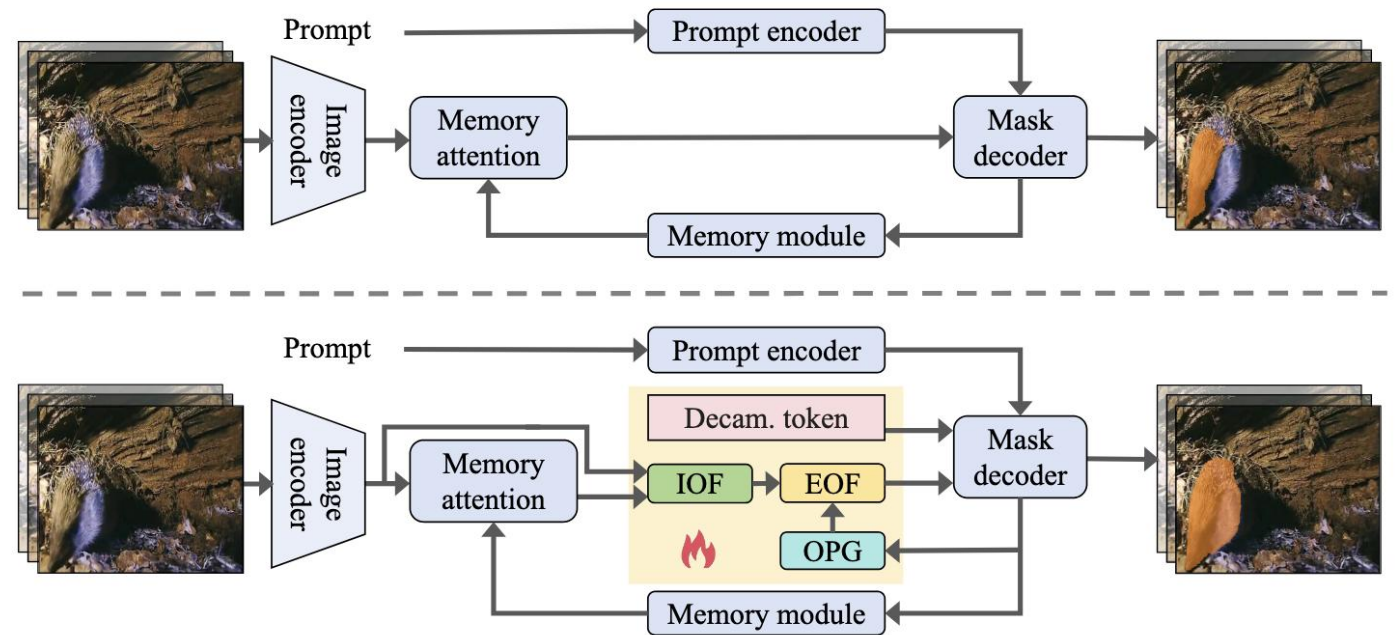 Prompt
Prompt encoder
Image
encoder
Memory
attention
Mask
decoder
Memory module
Prompt
Prompt encoder
Image
encoder
Decam. token
Memory
attention
IOF
EOF
Mask
decoder
OPG
Memory module